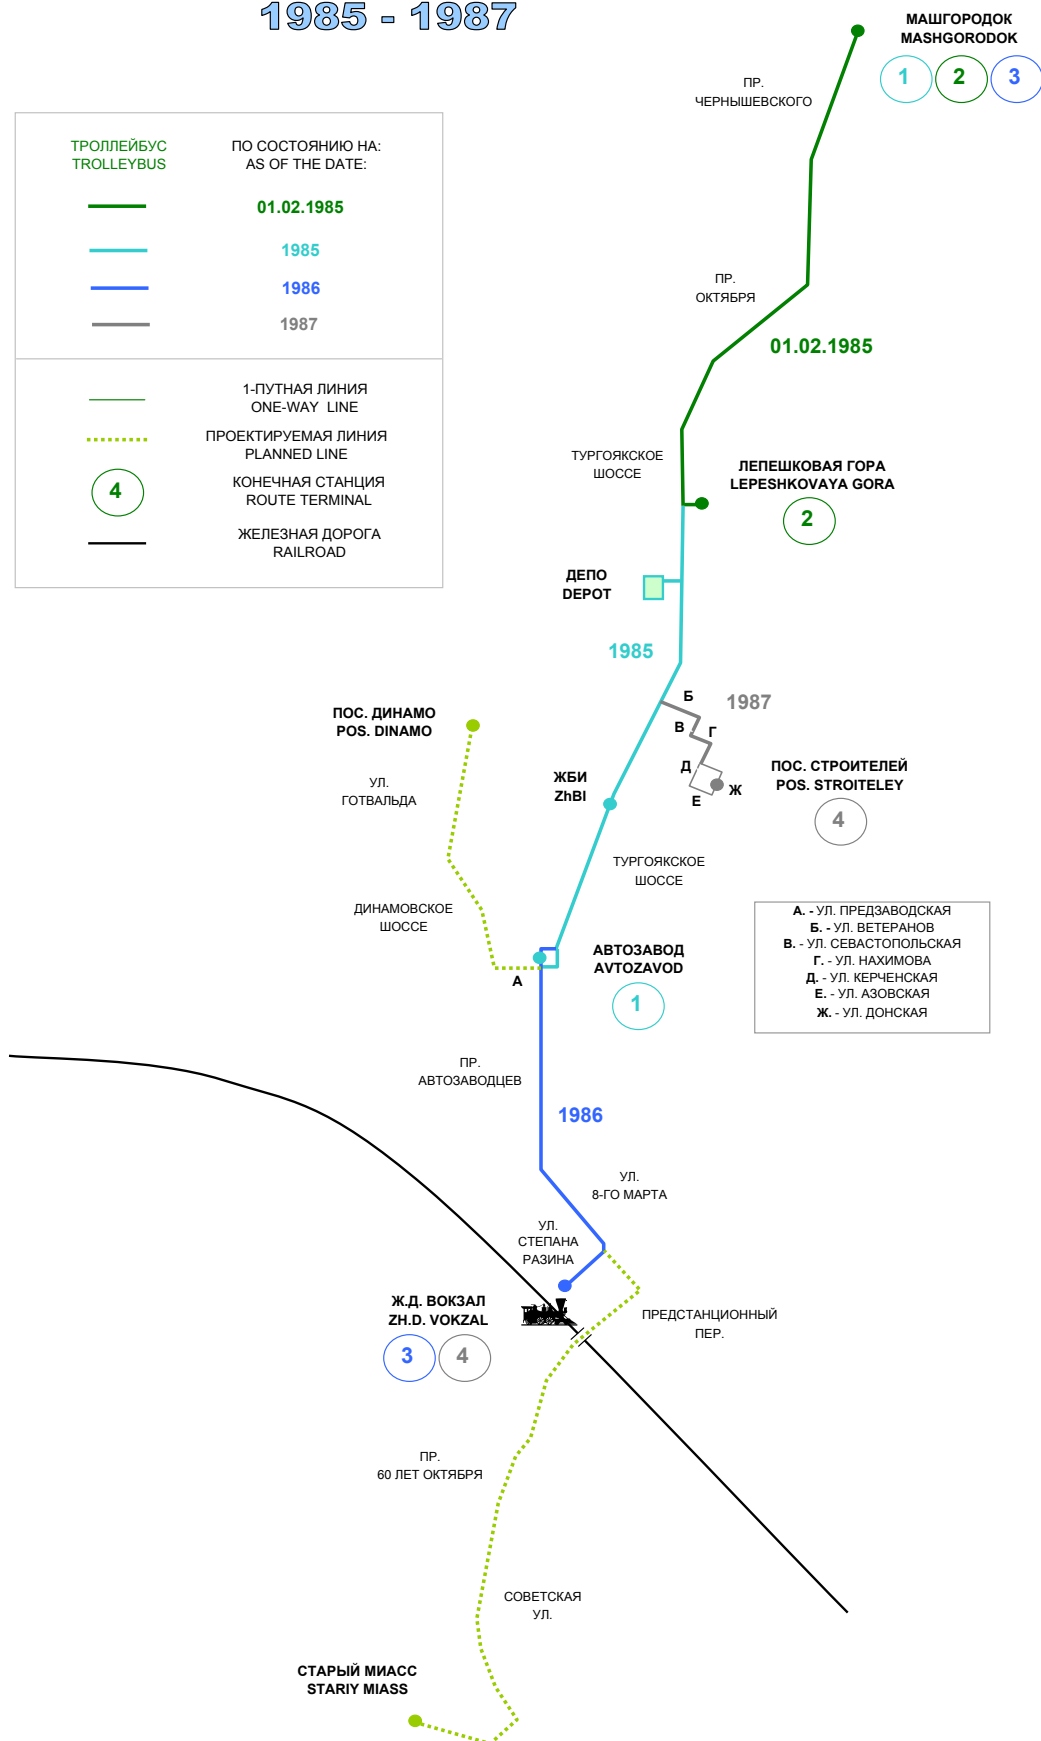 1985 - 1987
МАШГОРОДОК
MASHGORODOK
1 2 3
ПР.
ЧЕРНЫШЕВСКОГО
ТРОЛЛЕЙБУС
TROLLEYBUS
ПО СОСТОЯНИЮ НА:
AS OF THE DATE:
01.02.1985
1985
1986
1987
1-ПУТНАЯ ЛИНИЯ
ONE-WAY LINE
ПРОЕКТИРУЕМАЯ ЛИНИЯ
PLANNED LINE
4
КОНЕЧНАЯ СТАНЦИЯ
ROUTE TERMINAL
ЖЕЛЕЗНАЯ ДОРОГА
RAILROAD
ПР.
ОКТЯБРЯ
01.02.1985
ТУРГОЯКСКОЕ
ШОССЕ
ЛЕПЕШКОВАЯ ГОРА
LEPESHKOVAYA GORA
2
ДЕПО
DEPOT
1985
Б
1987
В
Г
Д
Е
Ж
ПОС. СТРОИТЕЛЕЙ
POS. STROITELEY
4
ПОС. ДИНАМО
POS. DINAMO
УЛ.
ГОТВАЛЬДА
ЖБИ
ZhBI
ТУРГОЯКСКОЕ
ШОССЕ
ДИНАМОВСКОЕ
ШОССЕ
А
АВТОЗАВОД
AVTOZAVOD
1
А. - УЛ. ПРЕДЗАВОДСКАЯ
Б. - УЛ. ВЕТЕРАНОВ
В. - УЛ. СЕВАСТОПОЛЬСКАЯ
Г. - УЛ. НАХИМОВА
Д. - УЛ. КЕРЧЕНСКАЯ
Е. - УЛ. АЗОВСКАЯ
Ж. - УЛ. ДОНСКАЯ
ПР.
АВТОЗАВОДЦЕВ
1986
УЛ.
8-ГО МАРТА
УЛ.
СТЕПАНА
РАЗИНА
Ж.Д. ВОКЗАЛ
ZH.D. VOKZAL
3 4
ПРЕДСТАНЦИОННЫЙ
ПЕР.
ПР.
60 ЛЕТ ОКТЯБРЯ
СОВЕТСКАЯ
УЛ.
СТАРЫЙ МИАСС
STARIY MIASS